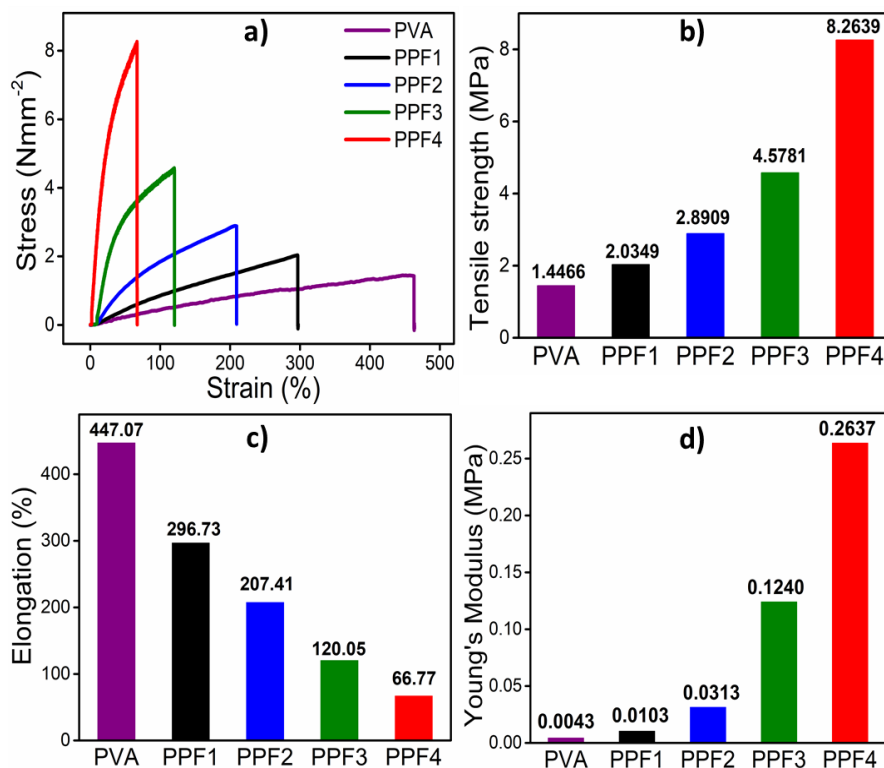 a)
PVA
PPF1
PPF2
PPF3
PPF4
Stress (Nmm-2)
8
6
4
2
0
0 100 200 300 400 500
Strain (%)
b)
Tensile strength (MPa)
8
6
4
2
0
1.4466
2.0349
2.8909
4.5781
8.2639
PVA PPF1 PPF2 PPF3 PPF4
c)
Elongation (%)
400
300
200
100
0
447.07
296.73
207.41
120.05
66.77
PVA PPF1 PPF2 PPF3 PPF4
d)
Young's Modulus (MPa)
0.25
0.20
0.15
0.10
0.05
0.00
0.0043
0.0103
0.0313
0.1240
0.2637
PVA PPF1 PPF2 PPF3 PPF4